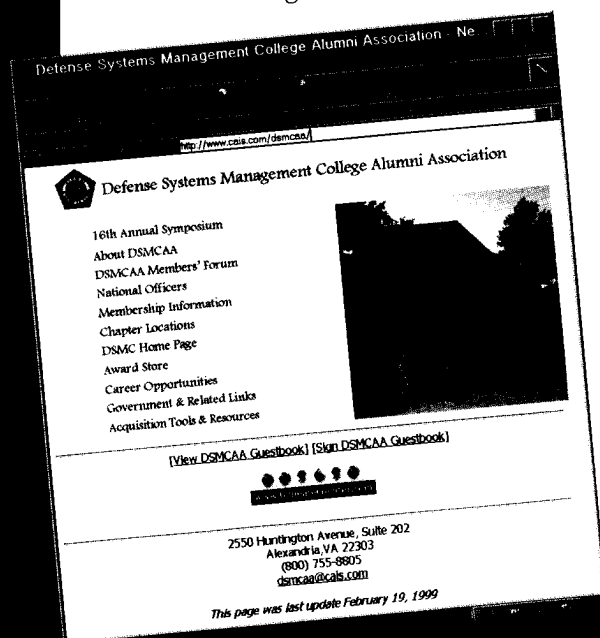 Defense Systems Management College Alumni Association - Ne...
http://www.cais.com/dsmcaa/
Defense Systems Management College Alumni Association
16th Annual Symposium
About DSMCAA
DSMCAA Members' Forum
National Officers
Membership Information
Chapter Locations
DSMC Home Page
Award Store
Career Opportunities
Government & Related Links
Acquisition Tools & Resources
[View DSMCAA Guestbook] [Sign DSMCAA Guestbook]
2550 Huntington Avenue, Suite 202
Alexandria, VA 22303
(800) 755-8805
dsmcaa@cais.com
This page was last update February 19, 1999